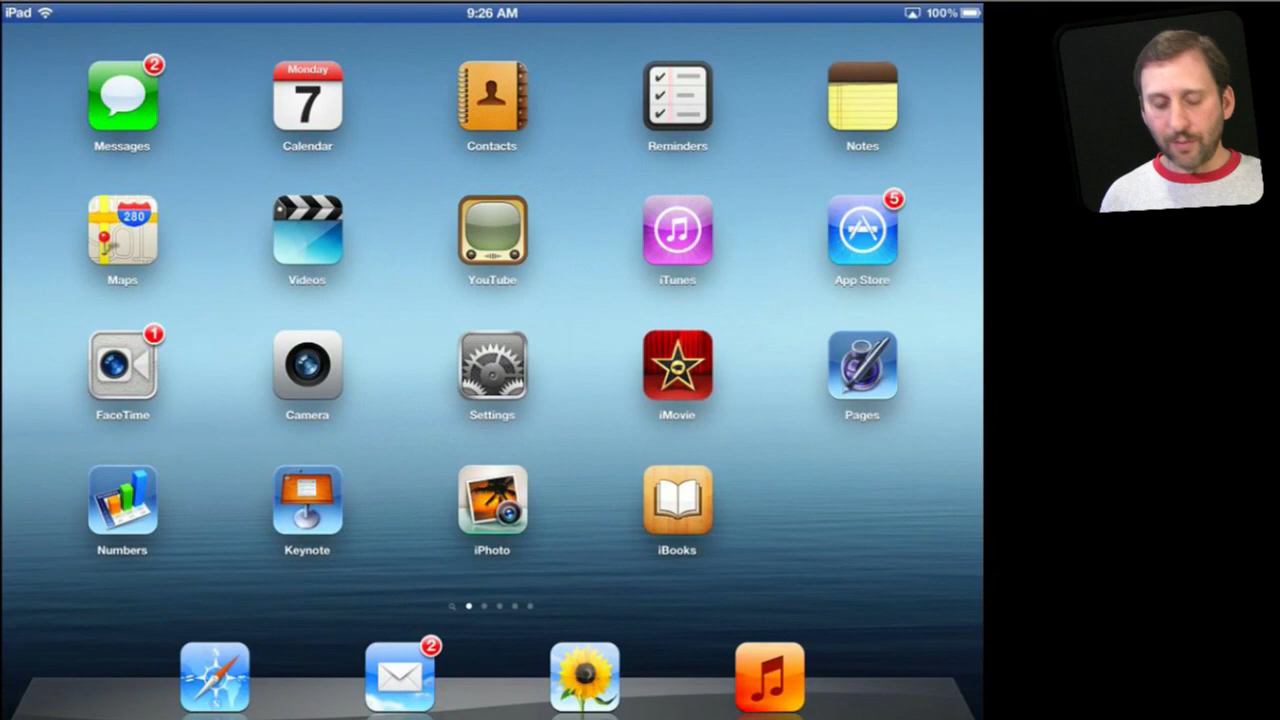 iPad 9:26 AM 100%
2
Monday
7
Messages Calendar Contacts Reminders Notes
280
5
Maps Videos YouTube iTunes App Store
1
FaceTime Camera Settings iMovie Pages
Numbers Keynote iPhoto iBooks
2